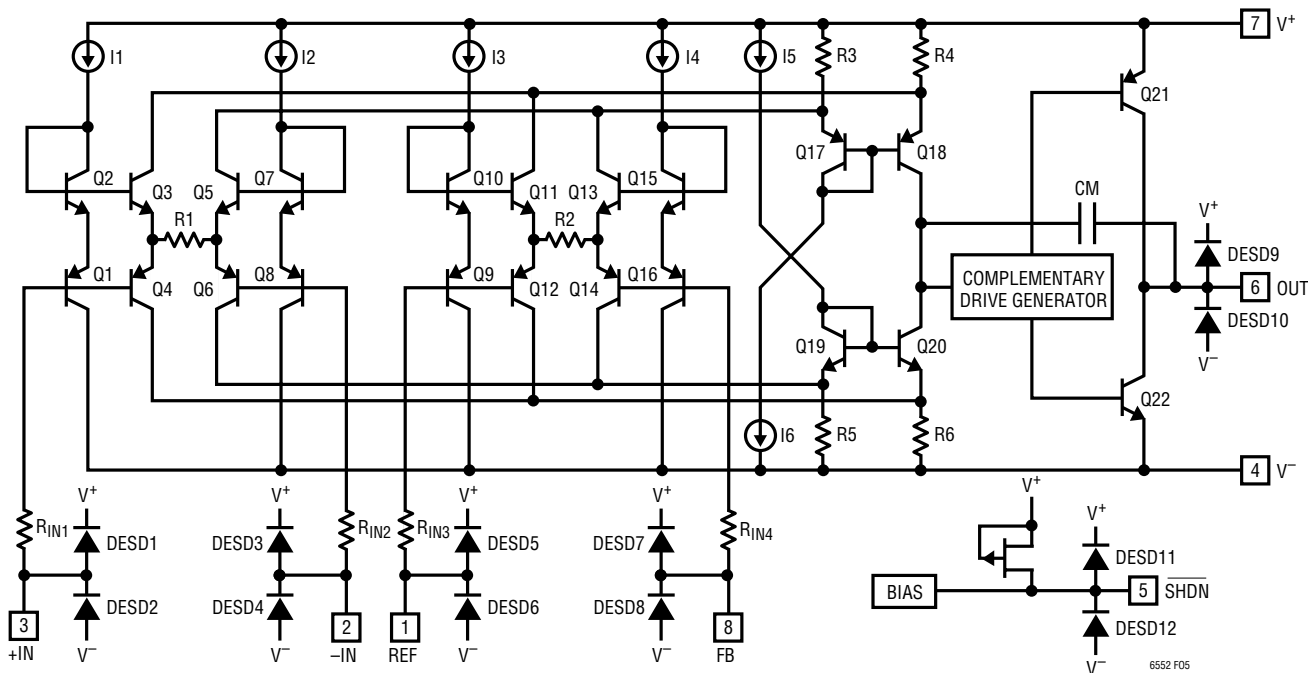 7 V⁺
I1 I2 I3 I4 I5 R3 R4
Q21
Q17 Q18
Q2 Q3 Q5 Q7 Q10 Q11 Q13 Q15
CM
V⁺
R1 R2
DESD9
Q1 Q4 Q6 Q8 Q9 Q12 Q14 Q16
COMPLEMENTARY
DRIVE GENERATOR
6 OUT
DESD10
Q19 Q20
V⁻
Q22
I6 R5 R6
4 V⁻
V⁺ V⁺ V⁺ V⁺ V⁺
RIN1 DESD1 DESD3 RIN2 RIN3 DESD5 DESD7 RIN4
V⁺
DESD11
BIAS
5 SHDN
DESD2 DESD4 DESD6 DESD8
3 2 1 8
DESD12
+IN V⁻ V⁻ –IN REF V⁻ V⁻ FB
V⁻
6552 F05